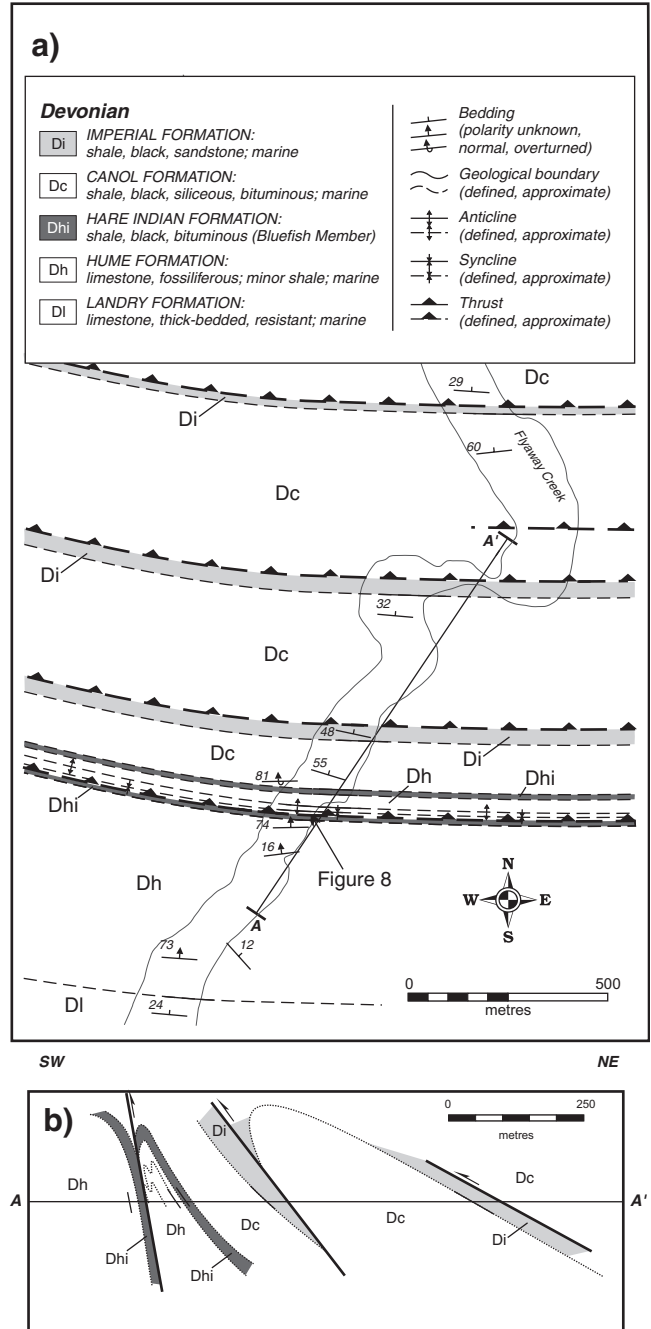 a)
Devonian
Di
IMPERIAL FORMATION:
shale, black, sandstone; marine
Dc
CANOL FORMATION:
shale, black, siliceous, bituminous; marine
Dhi
HARE INDIAN FORMATION:
shale, black, bituminous (Bluefish Member)
Dh
HUME FORMATION:
limestone, fossiliferous; minor shale; marine
Dl
LANDRY FORMATION:
limestone, thick-bedded, resistant; marine
Bedding
(polarity unknown,
normal, overturned)
Geological boundary
(defined, approximate)
Anticline
(defined, approximate)
Syncline
(defined, approximate)
Thrust
(defined, approximate)
29
Dc
Di
60
Flyaway Creek
Dc
A'
Di
32
Dc
48
Di
Dc
55
81
Dh
Dhi
Dhi
74
16
Figure 8
Dh
N
W
E
S
A
73
12
Dl
24
0
500
metres
SW
NE
b)
0
250
metres
Di
Dh
Dc
A
A'
Dh
Dc
Dc
Di
Dhi
Dhi